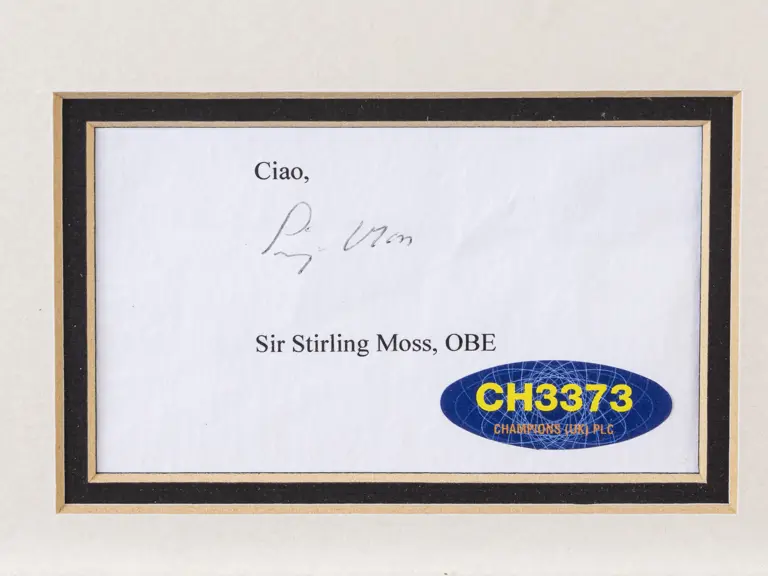 Ciao,
Sir Stirling Moss, OBE
CH3373
CHAMPIONS (UK) PLC